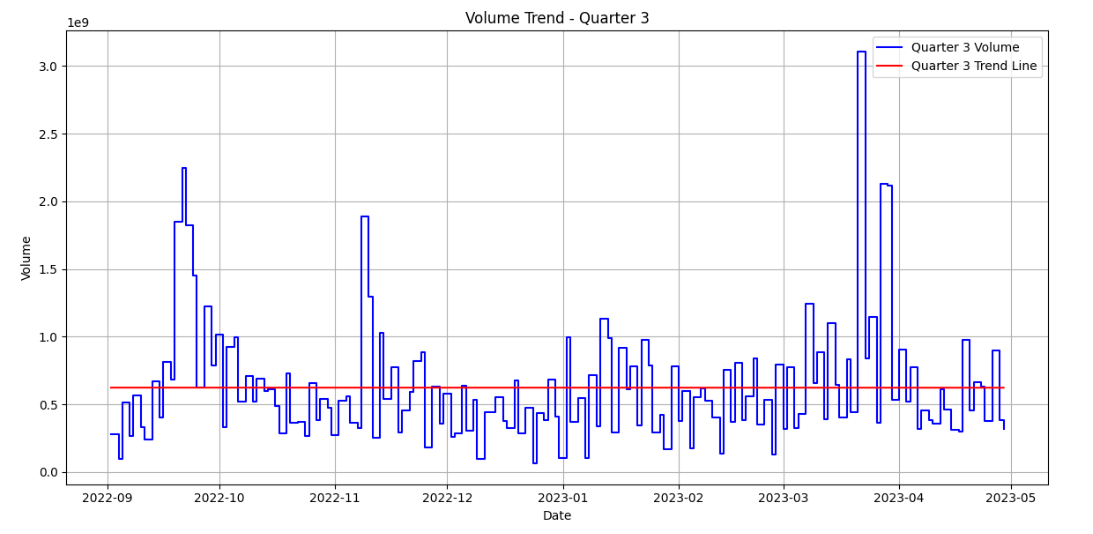 Volume Trend - Quarter 3
1e9
Quarter 3 Volume
Quarter 3 Trend Line
3.0
2.5
2.0
1.5
1.0
0.5
0.0
Volume
2022-09 2022-10 2022-11 2022-12 2023-01 2023-02 2023-03 2023-04 2023-05
Date